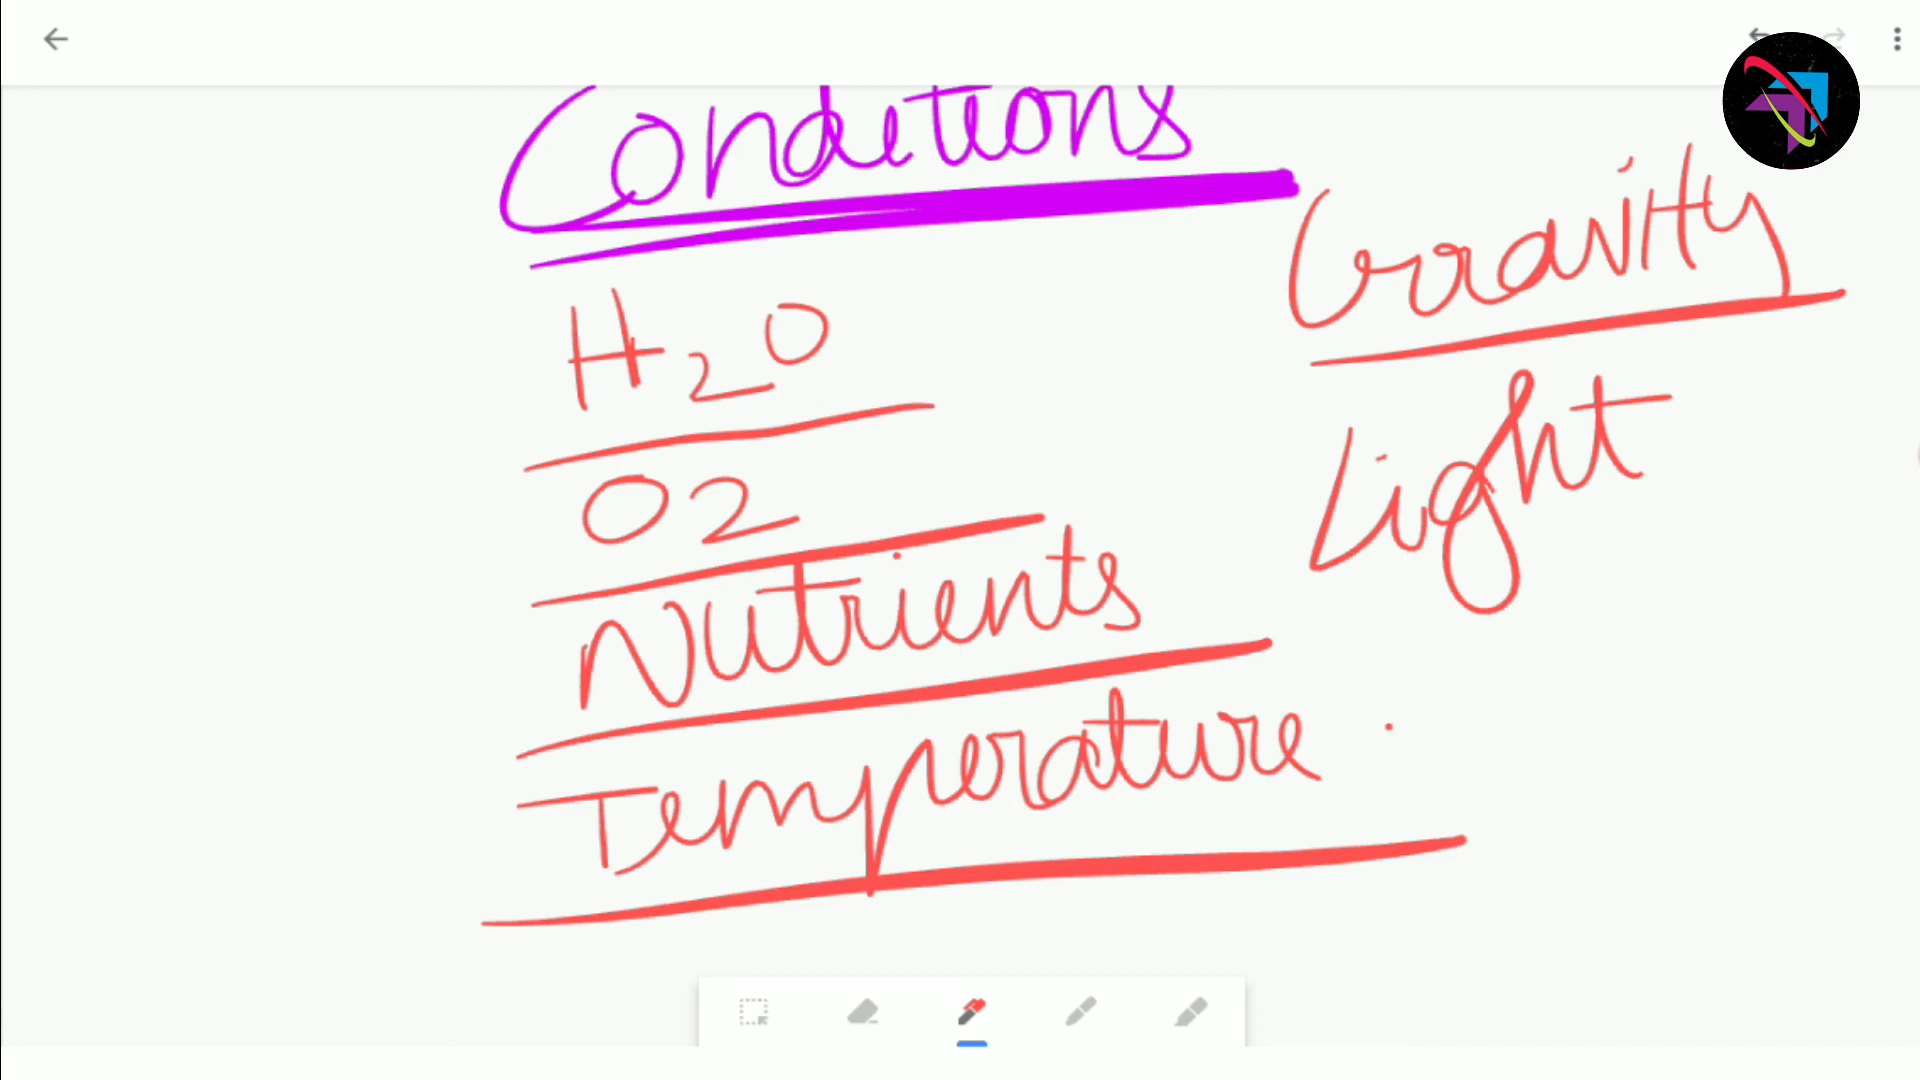 Conditions
H2O
O2
Nutrients
Temperature
Gravity
Light